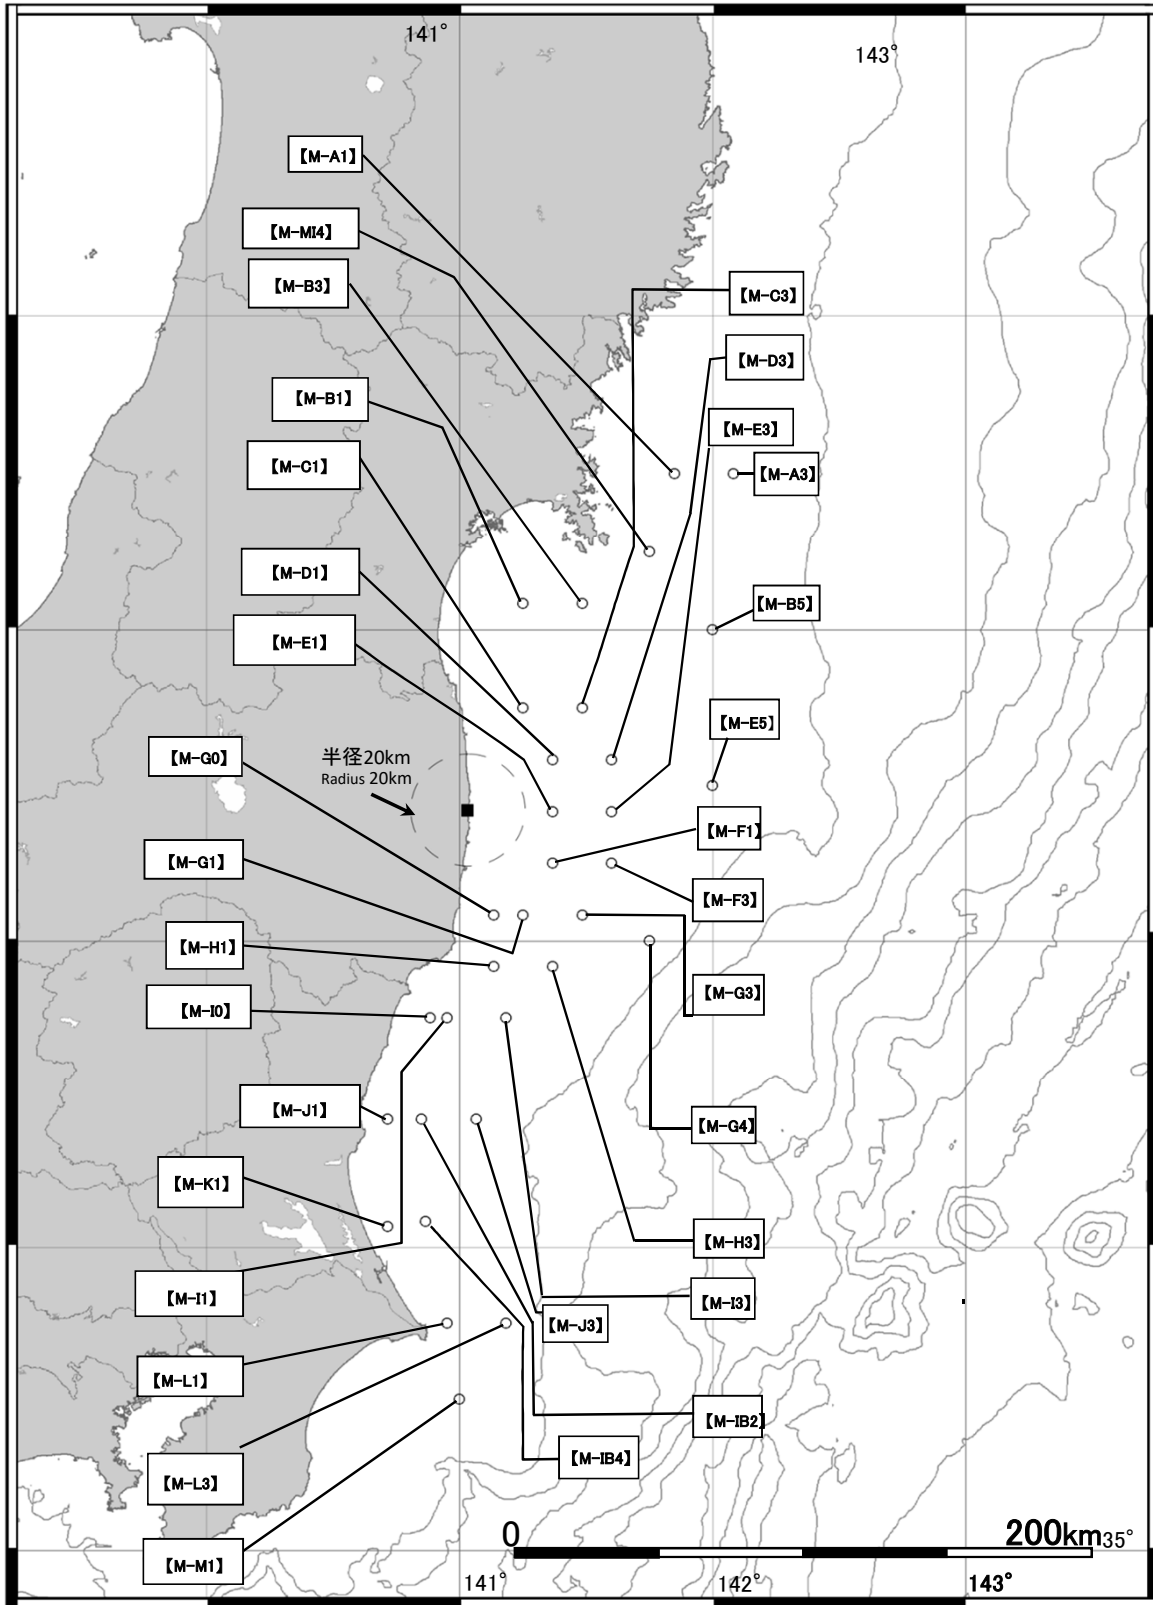 141°
143°
【M-A1】
【M-MI4】
【M-B3】
【M-C3】
【M-D3】
【M-B1】
【M-E3】
【M-C1】
【M-A3】
【M-D1】
【M-B5】
【M-E1】
【M-E5】
【M-G0】
半径20km
Radius 20km
【M-F1】
【M-G1】
【M-F3】
【M-H1】
【M-G3】
【M-I0】
【M-J1】
【M-G4】
【M-K1】
【M-H3】
【M-I1】
【M-I3】
【M-J3】
【M-L1】
【M-IB2】
【M-IB4】
【M-L3】
0
200km
35°
【M-M1】
141°
142°
143°